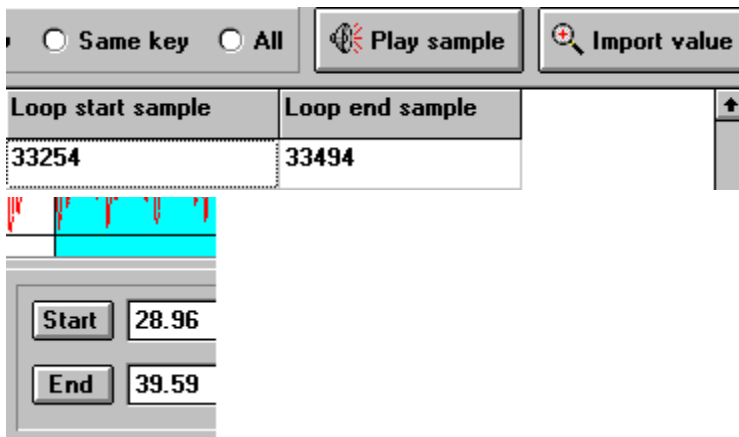 Same key All Play sample Import value
Loop start sample Loop end sample
33254 33494
Start 28.96
End 39.59